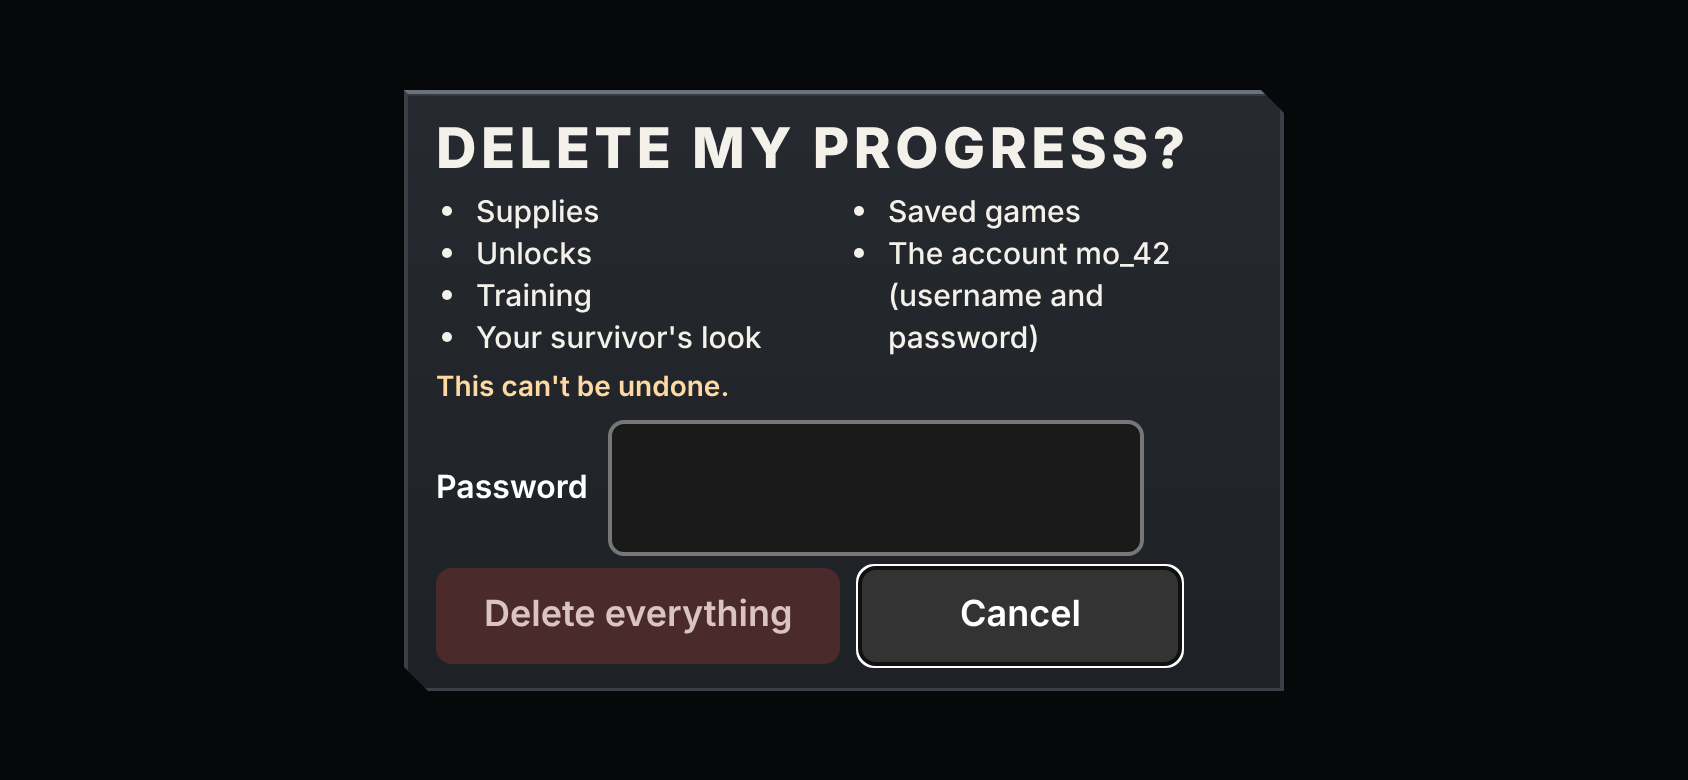 DELETE MY PROGRESS?
• Supplies
• Unlocks
• Training
• Your survivor's look
• Saved games
• The account mo_42
(username and
password)
This can't be undone.
Password
Delete everything
Cancel